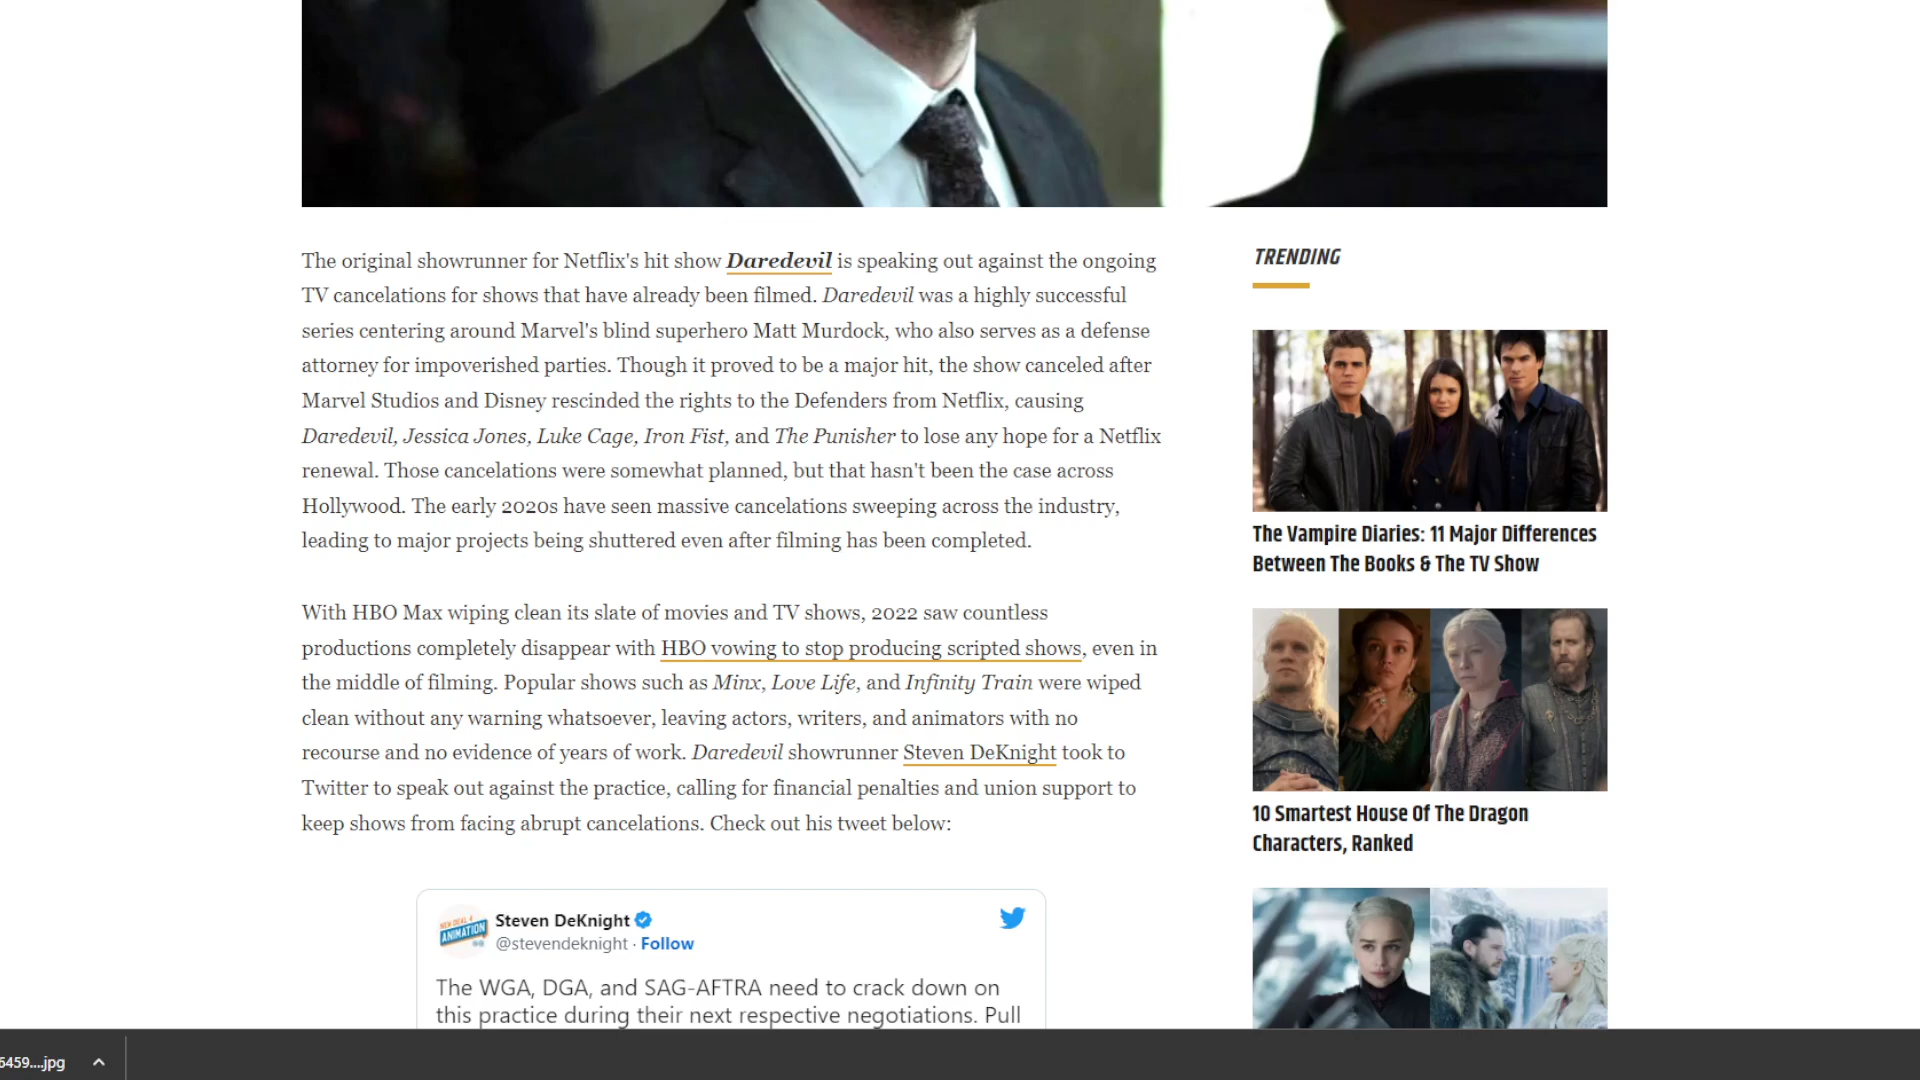 The original showrunner for Netflix's hit show Daredevil is speaking out against the ongoing
TV cancelations for shows that have already been filmed. Daredevil was a highly successful
series centering around Marvel's blind superhero Matt Murdock, who also serves as a defense
attorney for impoverished parties. Though it proved to be a major hit, the show canceled after
Marvel Studios and Disney rescinded the rights to the Defenders from Netflix, causing
Daredevil, Jessica Jones, Luke Cage, Iron Fist, and The Punisher to lose any hope for a Netflix
renewal. Those cancelations were somewhat planned, but that hasn't been the case across
Hollywood. The early 2020s have seen massive cancelations sweeping across the industry,
leading to major projects being shuttered even after filming has been completed.
With HBO Max wiping clean its slate of movies and TV shows, 2022 saw countless
productions completely disappear with HBO vowing to stop producing scripted shows, even in
the middle of filming. Popular shows such as Minx, Love Life, and Infinity Train were wiped
clean without any warning whatsoever, leaving actors, writers, and animators with no
recourse and no evidence of years of work. Daredevil showrunner Steven DeKnight took to
Twitter to speak out against the practice, calling for financial penalties and union support to
keep shows from facing abrupt cancelations. Check out his tweet below:
NEW DEAL 4
ANIMATION
Steven DeKnight
@stevendeknight · Follow
The WGA, DGA, and SAG-AFTRA need to crack down on
this practice during their next respective negotiations. Pull
TRENDING
The Vampire Diaries: 11 Major Differences
Between The Books & The TV Show
10 Smartest House Of The Dragon
Characters, Ranked
6459....jpg